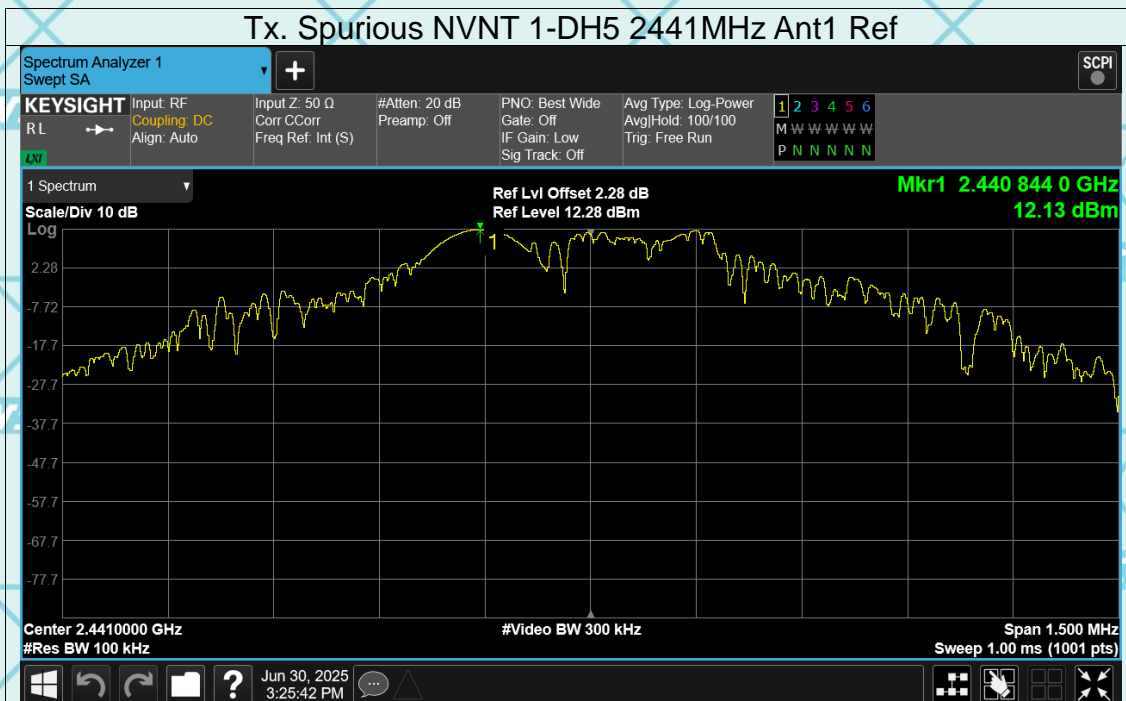 Tx. Spurious NVNT 1-DH5 2441MHz Ant1 Ref
Spectrum Analyzer 1
Swept SA
+
SCPI
KEYSIGHT
RL
LXI
Input: RF
Coupling: DC
Align: Auto
Input Z: 50 Ω
Corr CCorr
Freq Ref: Int (S)
#Atten: 20 dB
Preamp: Off
PNO: Best Wide
Gate: Off
IF Gain: Low
Sig Track: Off
Avg Type: Log-Power
Avg|Hold: 100/100
Trig: Free Run
1 2 3 4 5 6
M W W W W W
P N N N N N
1 Spectrum
Scale/Div 10 dB
Ref Lvl Offset 2.28 dB
Ref Level 12.28 dBm
Mkr1 2.440 844 0 GHz
12.13 dBm
Log
1
2.28
-7.72
-17.7
-27.7
-37.7
-47.7
-57.7
-67.7
-77.7
Center 2.4410000 GHz
#Video BW 300 kHz
Span 1.500 MHz
#Res BW 100 kHz
Sweep 1.00 ms (1001 pts)
?
Jun 30, 2025
3:25:42 PM